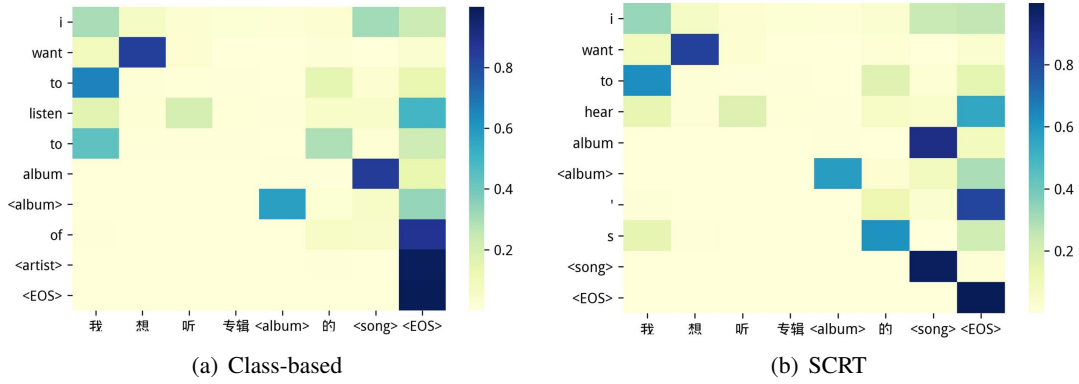 i
want
to
listen
to
album
<album>
of
<artist>
<EOS>
我 想 听 专辑 <album> 的 <song> <EOS>
0.8
0.6
0.4
0.2
(a) Class-based
i
want
to
hear
album
<album>
'
s
<song>
<EOS>
我 想 听 专辑 <album> 的 <song> <EOS>
0.8
0.6
0.4
0.2
(b) SCRT